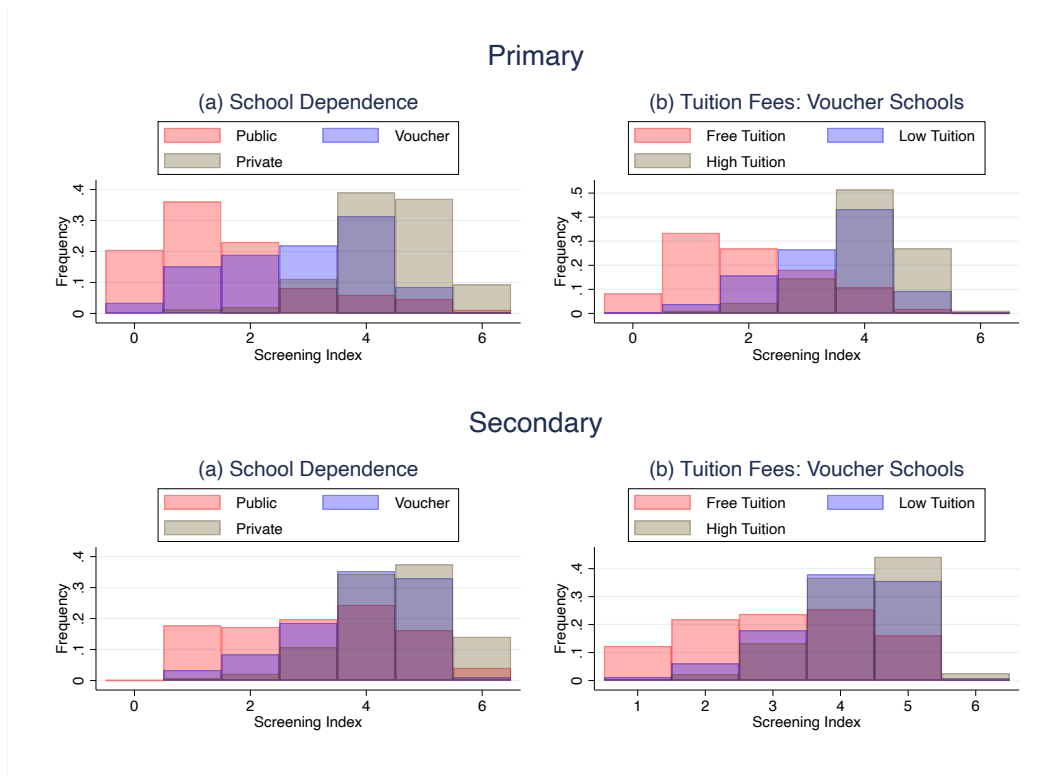 Primary
(a) School Dependence
Public
Voucher
Private
Frequency
.4
.3
.2
.1
0
0 2 4 6
Screening Index
(b) Tuition Fees: Voucher Schools
Free Tuition
Low Tuition
High Tuition
Frequency
.5
.4
.3
.2
.1
0
0 2 4 6
Screening Index
Secondary
(a) School Dependence
Public
Voucher
Private
Frequency
.4
.3
.2
.1
0
0 2 4 6
Screening Index
(b) Tuition Fees: Voucher Schools
Free Tuition
Low Tuition
High Tuition
Frequency
.4
.3
.2
.1
0
1 2 3 4 5 6
Screening Index